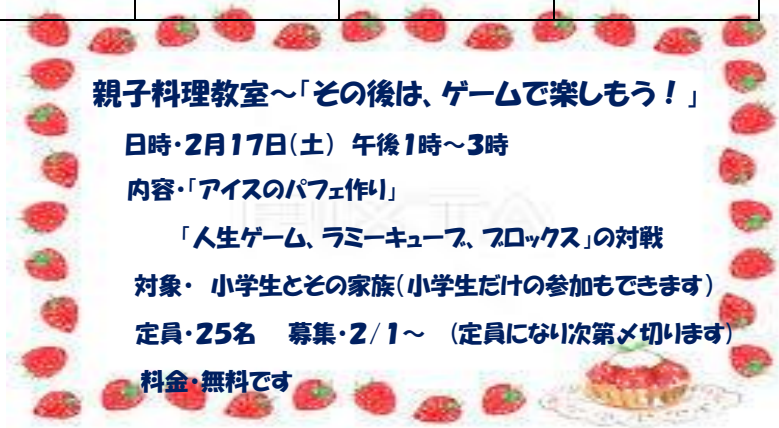 親子料理教室～「その後は、ゲームで楽しもう！」
日時・2月17日(土) 午後1時～3時
内容・「アイスのパフェ作り」
「人生ゲーム、ラミーキューブ、ブロックス」の対戦
対象・ 小学生とその家族(小学生だけの参加もできます)
定員・25名 募集・2/1～ (定員になり次第〆切ります)
料金・無料です